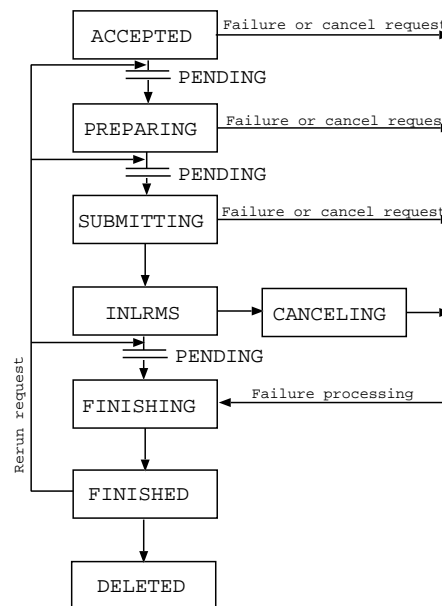 Failure or cancel request
ACCEPTED
PENDING
Failure or cancel request
PREPARING
PENDING
Failure or cancel request
SUBMITTING
INLRMS
CANCELING
PENDING
Failure processing
FINISHING
Rerun request
FINISHED
DELETED